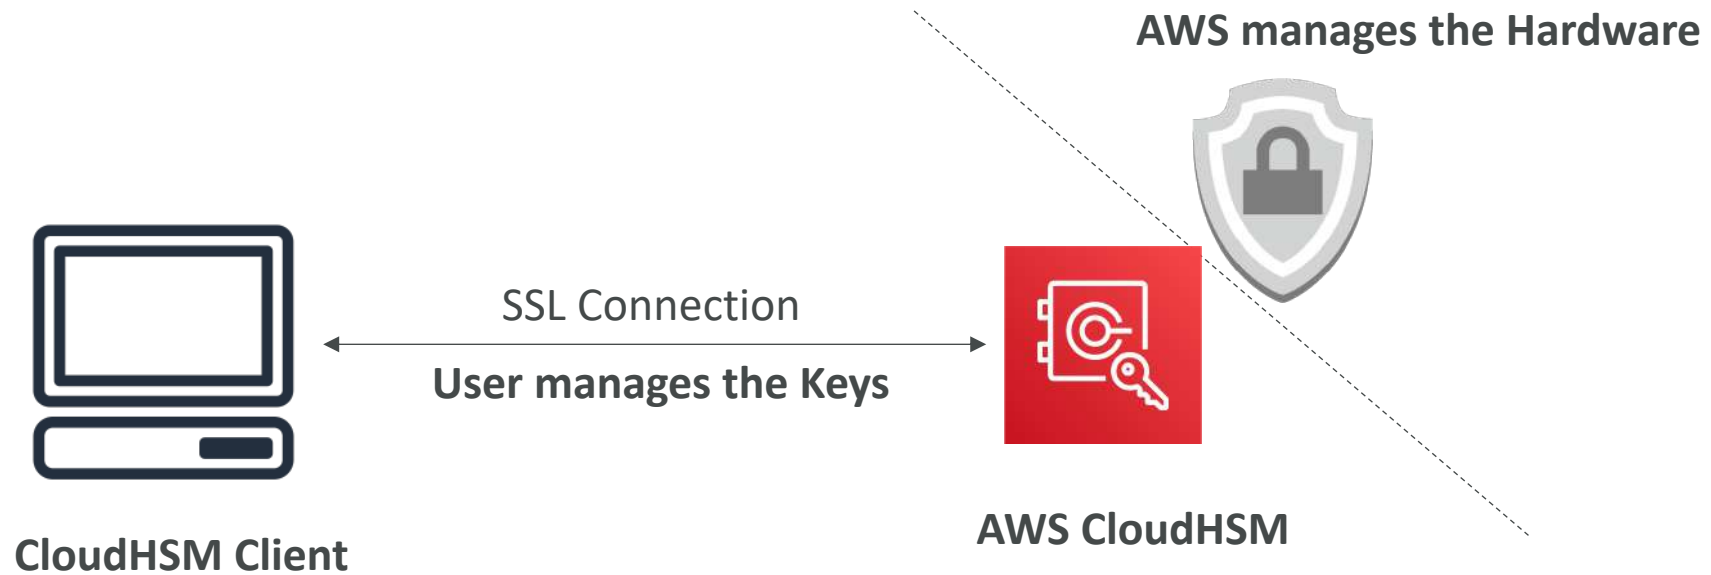 AWS manages the Hardware
SSL Connection
User manages the Keys
AWS CloudHSM
CloudHSM Client